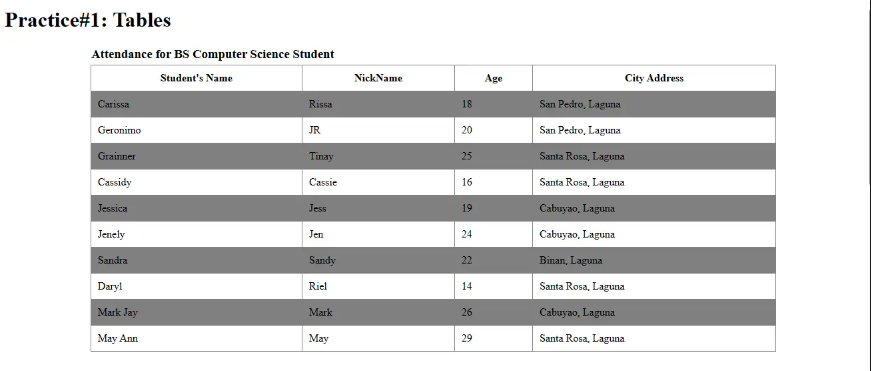 Practice#1: Tables
Attendance for BS Computer Science Student
Student's Name NickName Age City Address
Carissa Rissa 18 San Pedro, Laguna
Geronimo JR 20 San Pedro, Laguna
Grainner Tinay 25 Santa Rosa, Laguna
Cassidy Cassie 16 Santa Rosa, Laguna
Jessica Jess 19 Cabuyao, Laguna
Jenely Jen 24 Cabuyao, Laguna
Sandra Sandy 22 Binan, Laguna
Daryl Riel 14 Santa Rosa, Laguna
Mark Jay Mark 26 Cabuyao, Laguna
May Ann May 29 Santa Rosa, Laguna